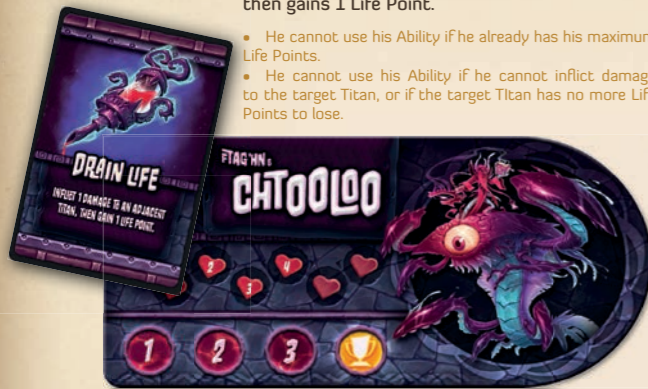 then gains 1 Life Point.
• He cannot use his Ability if he already has his maximum
Life Points.
• He cannot use his Ability if he cannot inflict damag
to the target Titan, or if the target TItan has no more Lif
Points to lose.
DRAIN LIFE
INFLICT 1 DAMAGE TO AN ADJACENT
TITAN, THEN GAIN 1 LIFE POINT.
FTAG'HN:
CHTOOLOO
2 4
3
1 2 3